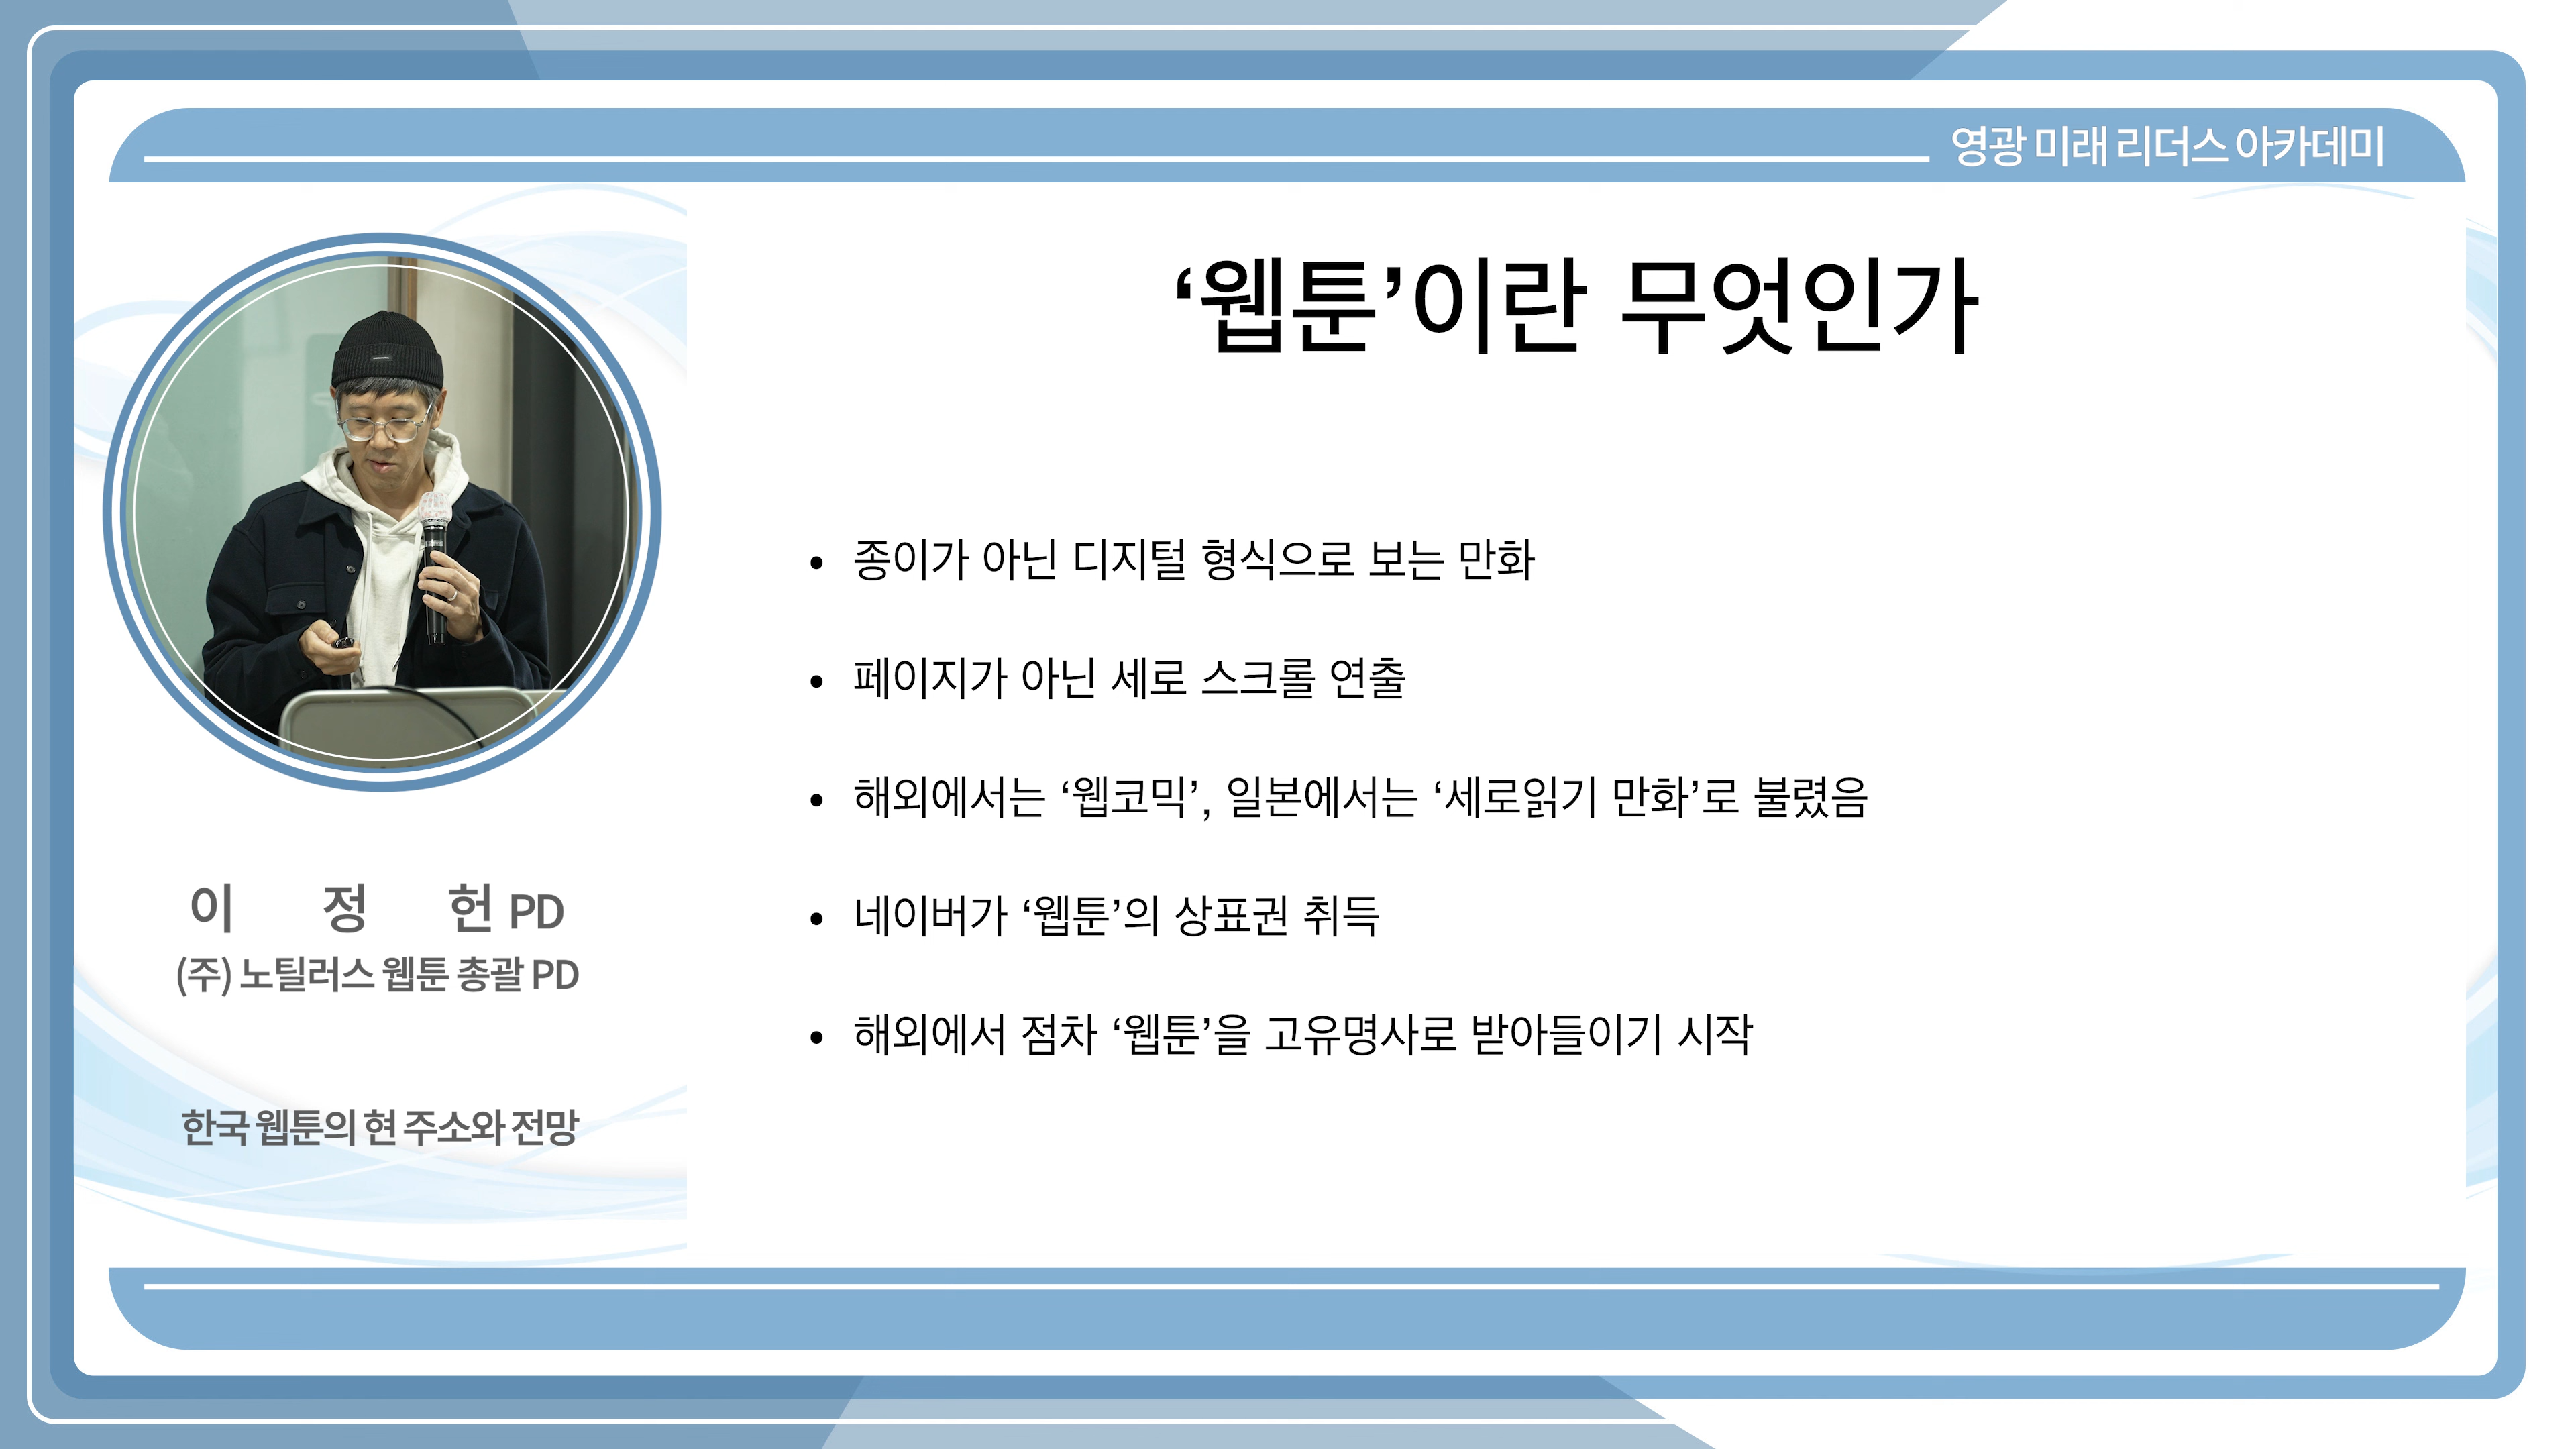 영광 미래 리더스 아카데미
‘웹툰’이란 무엇인가
• 종이가 아닌 디지털 형식으로 보는 만화
• 페이지가 아닌 세로 스크롤 연출
• 해외에서는 ‘웹코믹’, 일본에서는 ‘세로읽기 만화’로 불렸음
• 네이버가 ‘웹툰’의 상표권 취득
• 해외에서 점차 ‘웹툰’을 고유명사로 받아들이기 시작
이 정 헌 PD
(주) 노틸러스 웹툰 총괄 PD
한국 웹툰의 현 주소와 전망